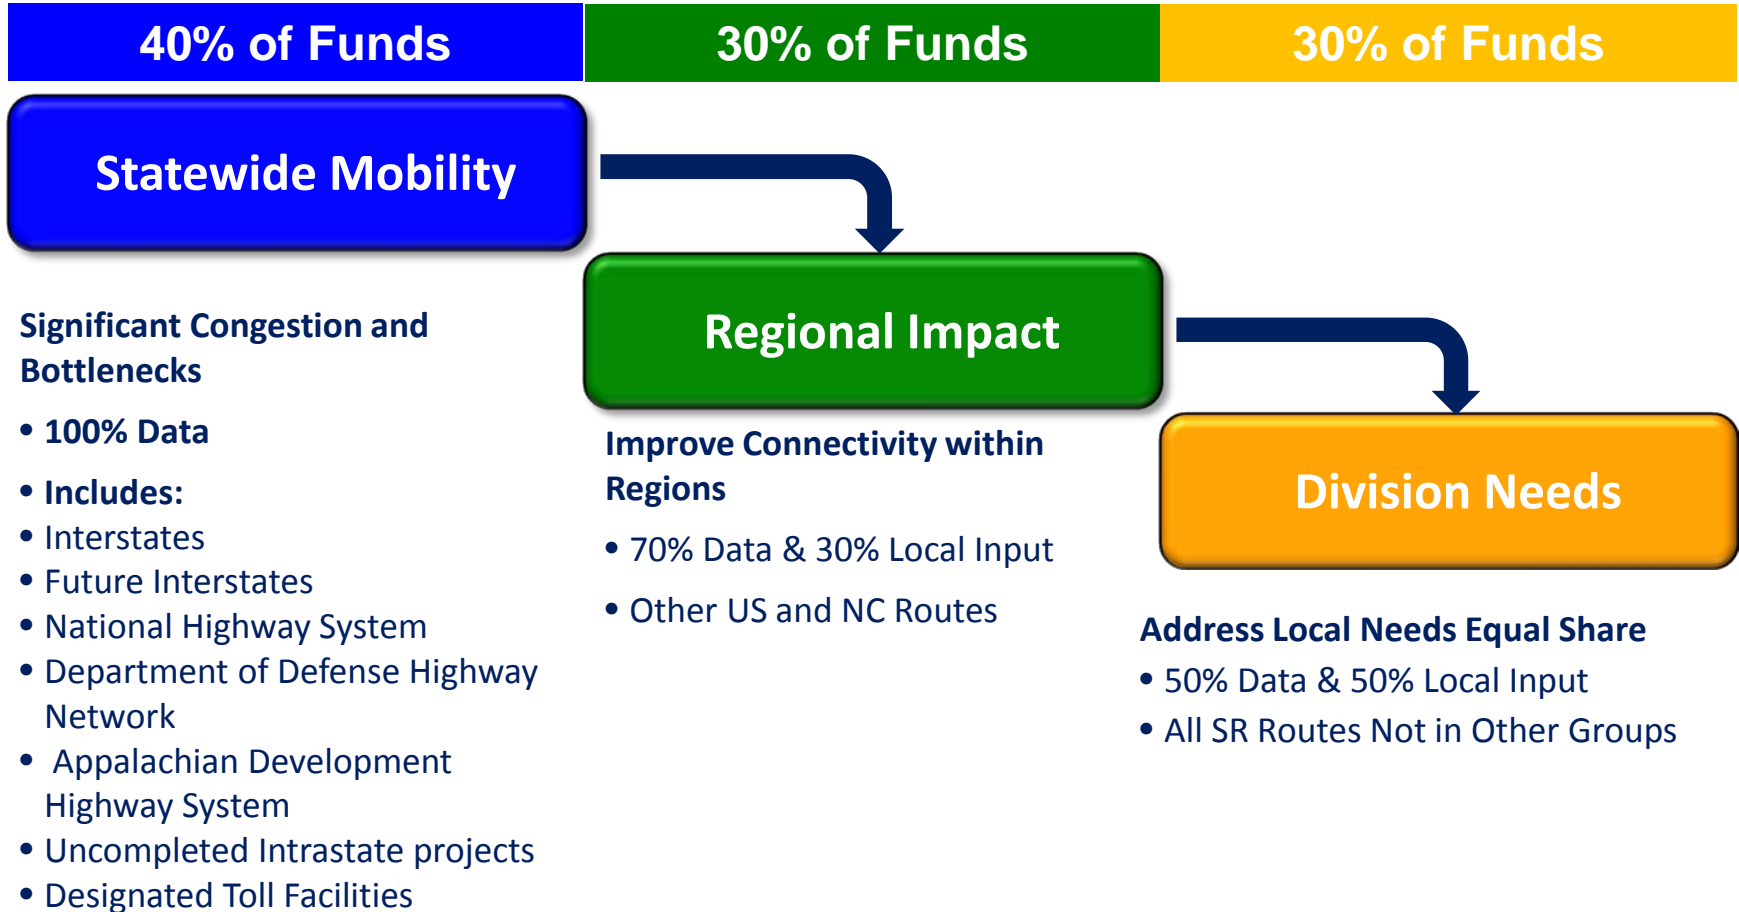 40% of Funds
30% of Funds
30% of Funds
Statewide Mobility
Significant Congestion and
Bottlenecks
• 100% Data
• Includes:
• Interstates
• Future Interstates
• National Highway System
• Department of Defense Highway
Network
• Appalachian Development
Highway System
• Uncompleted Intrastate projects
• Designated Toll Facilities
Regional Impact
Improve Connectivity within
Regions
• 70% Data & 30% Local Input
• Other US and NC Routes
Division Needs
Address Local Needs Equal Share
• 50% Data & 50% Local Input
• All SR Routes Not in Other Groups